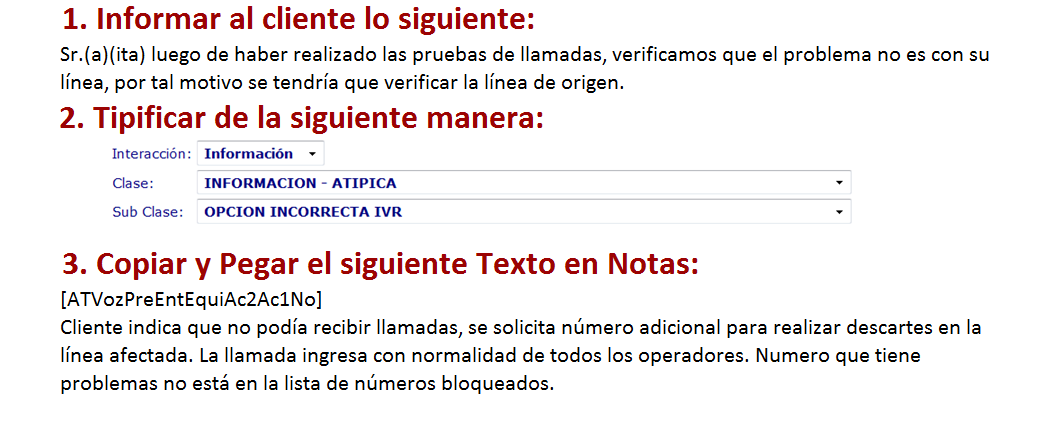 1. Informar al cliente lo siguiente:
Sr.(a)(ita) luego de haber realizado las pruebas de llamadas, verificamos que el problema no es con su
línea, por tal motivo se tendría que verificar la línea de origen.
2. Tipificar de la siguiente manera:
Interacción: Información
Clase: INFORMACION - ATIPICA
Sub Clase: OPCION INCORRECTA IVR
3. Copiar y Pegar el siguiente Texto en Notas:
[ATVozPreEntEquiAc2Ac1No]
Cliente indica que no podía recibir llamadas, se solicita número adicional para realizar descartes en la
línea afectada. La llamada ingresa con normalidad de todos los operadores. Numero que tiene
problemas no está en la lista de números bloqueados.